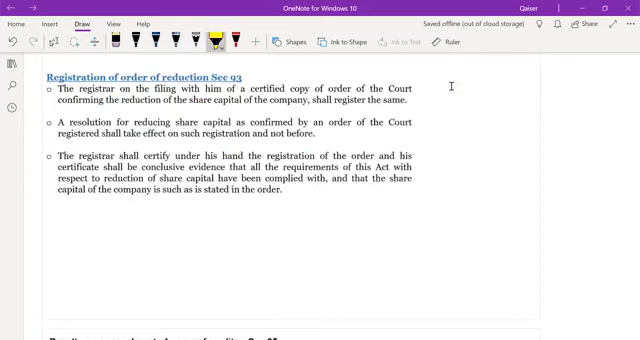 OneNote for Windows 10
Qaiser
Home Insert Draw View Help
Saved offline (out of cloud storage)
Share
Shapes Ink to Shape Ink to Text Ruler
Registration of order of reduction Sec 93
o The registrar on the filing with him of a certified copy of order of the Court
confirming the reduction of the share capital of the company, shall register the same.
o A resolution for reducing share capital as confirmed by an order of the Court
registered shall take effect on such registration and not before.
o The registrar shall certify under his hand the registration of the order and his
certificate shall be conclusive evidence that all the requirements of this Act with
respect to reduction of share capital have been complied with, and that the share
capital of the company is such as is stated in the order.